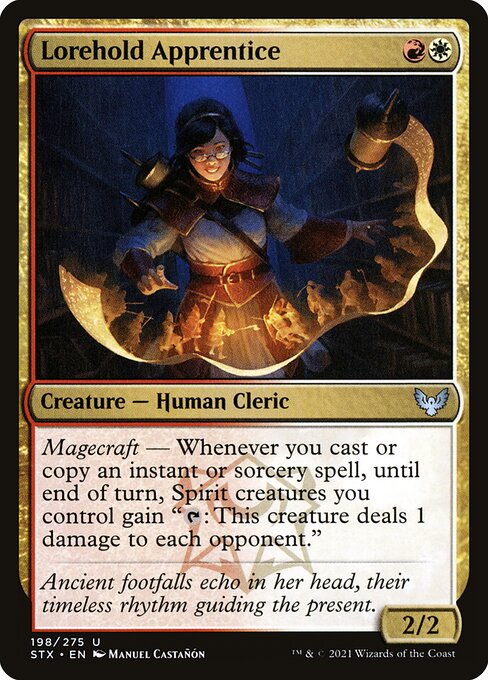 Lorehold Apprentice
Creature — Human Cleric
Magecraft — Whenever you cast or
copy an instant or sorcery spell, until
end of turn, Spirit creatures you
control gain “: This creature deals 1
damage to each opponent.”
Ancient footfalls echo in her head, their
timeless rhythm guiding the present.
2/2
198/275 U
STX • EN Manuel Castañón
™ & © 2021 Wizards of the Coast